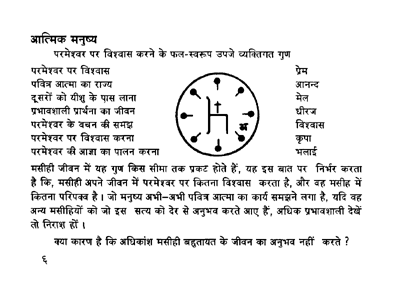 आत्मिक मनुष्य
परमेश्वर पर विश्वास करने के फल-स्वरूप उपजे व्यक्तिगत गुण
परमेश्वर पर विश्वास
पवित्र आत्मा का राज्य
दूसरों को यीशु के पास लाना
प्रभावशाली प्रार्थना का जीवन
परमेश्वर के वचन की समझ
परमेश्वर पर विश्वास करना
परमेश्वर की आज्ञा का पालन करना
अ
प्रेम
आनन्द
मेल
धीरज
विश्वास
कृपा
भलाई
मसीही जीवन में यह गुण किस सीमा तक प्रकट होते हैं, यह इस बात पर निर्भर करता
है कि, मसीही अपने जीवन में परमेश्वर पर कितना विश्वास करता है, और वह मसीह में
कितना परिपक्व है । जो मनुष्य अभी-अभी पवित्र आत्मा का कार्य समझने लगा है, यदि वह
अन्य मसीहियों को जो इस सत्य को देर से अनुभव करते आए हैं, अधिक प्रभावशाली देखें
तो निराश हों ।
क्या कारण है कि अधिकांश मसीही बहुतायत के जीवन का अनुभव नहीं करते ?
६